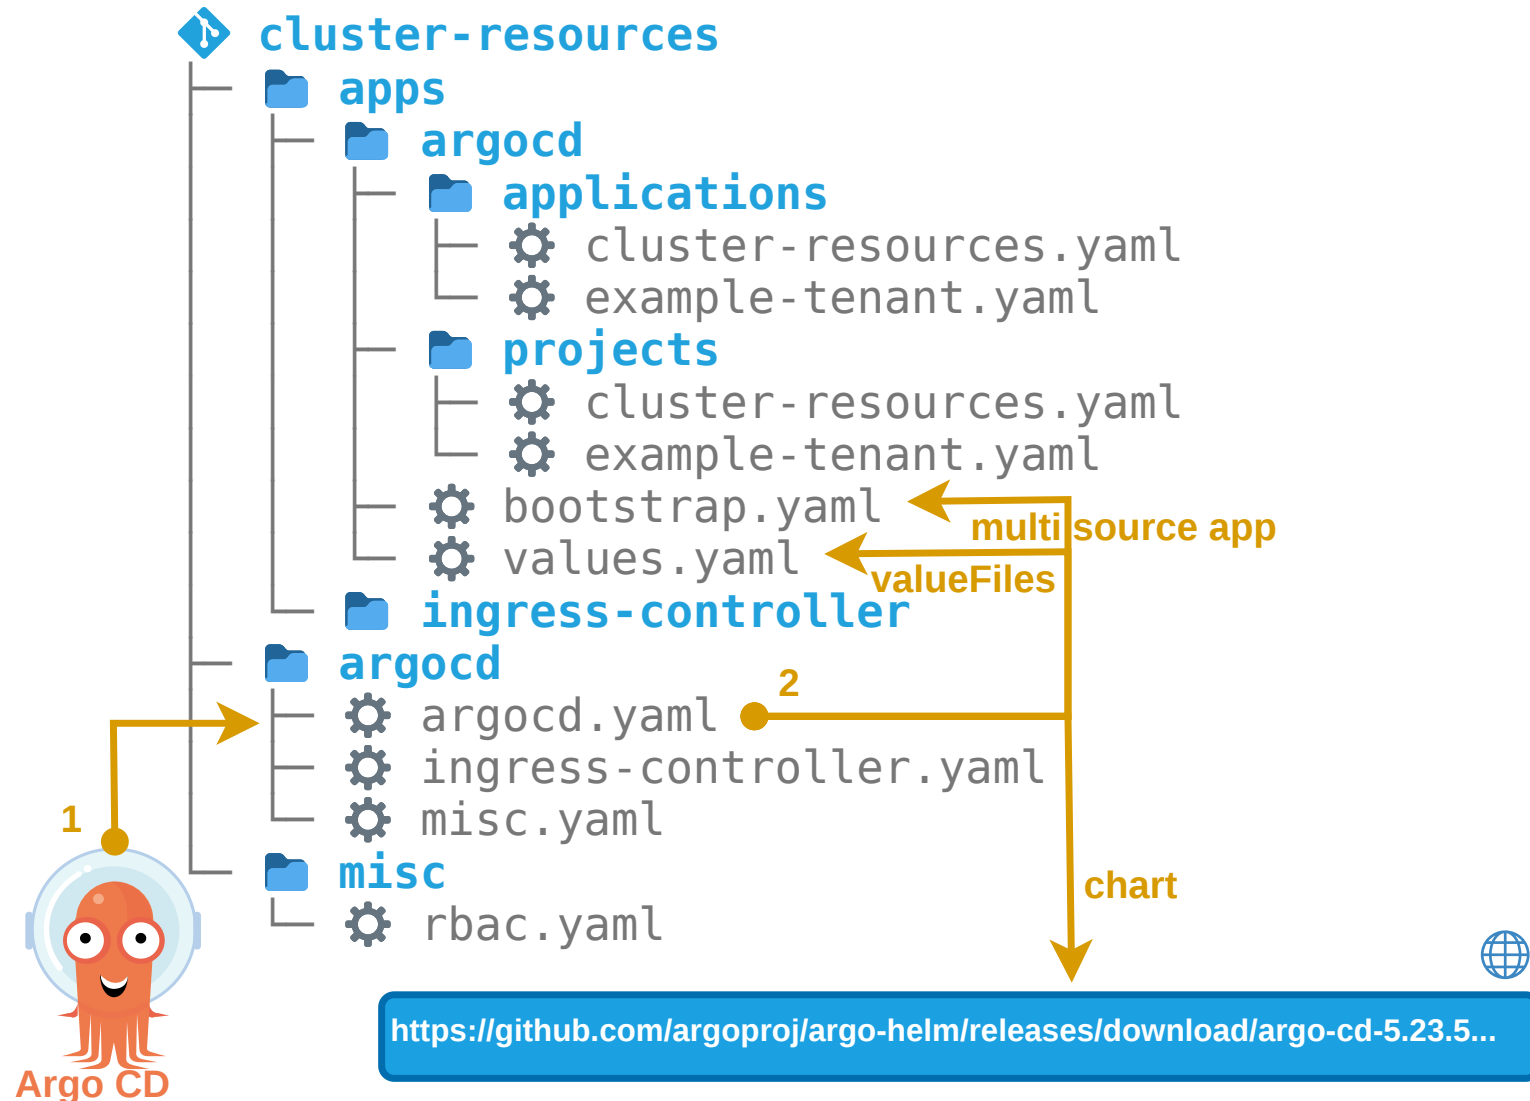 cluster-resources
apps
argocd
applications
cluster-resources.yaml
example-tenant.yaml
projects
cluster-resources.yaml
example-tenant.yaml
bootstrap.yaml
multi source app
values.yaml
valueFiles
ingress-controller
argocd
2
argocd.yaml
ingress-controller.yaml
1
misc.yaml
misc
chart
rbac.yaml
https://github.com/argoproj/argo-helm/releases/download/argo-cd-5.23.5...
Argo CD